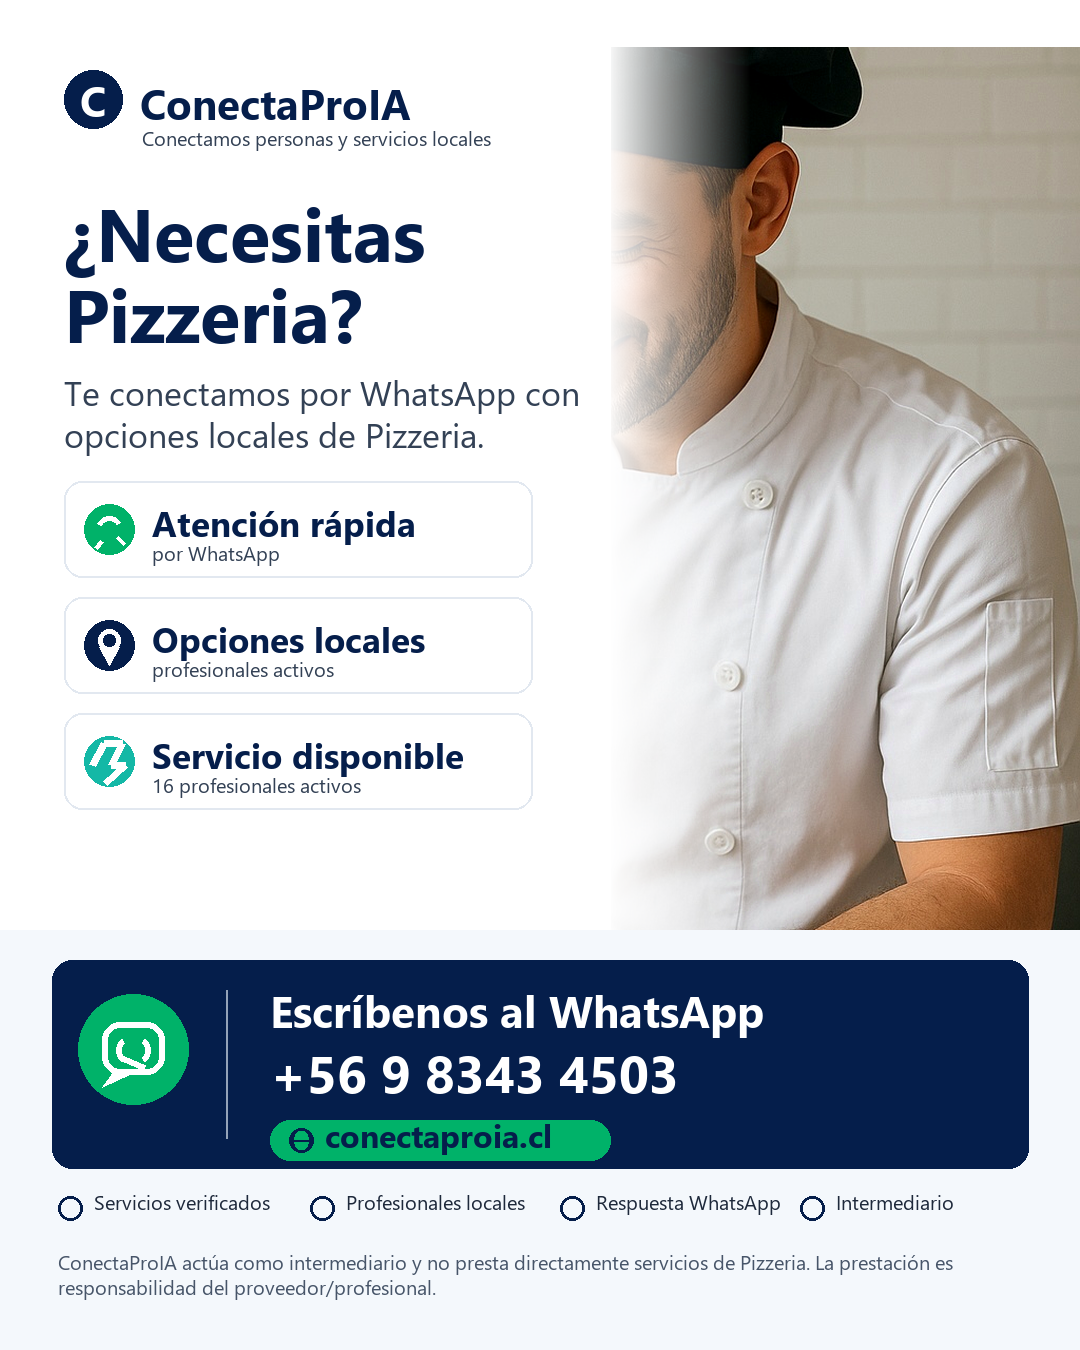 C
ConectaProIA
Conectamos personas y servicios locales
¿Necesitas
Pizzeria?
Te conectamos por WhatsApp con
opciones locales de Pizzeria.
Atención rápida
por WhatsApp
Opciones locales
profesionales activos
Servicio disponible
16 profesionales activos
Escríbenos al WhatsApp
+56 9 8343 4503
conectaproia.cl
Servicios verificados
Profesionales locales
Respuesta WhatsApp
Intermediario
ConectaProIA actúa como intermediario y no presta directamente servicios de Pizzeria. La prestación es
responsabilidad del proveedor/profesional.